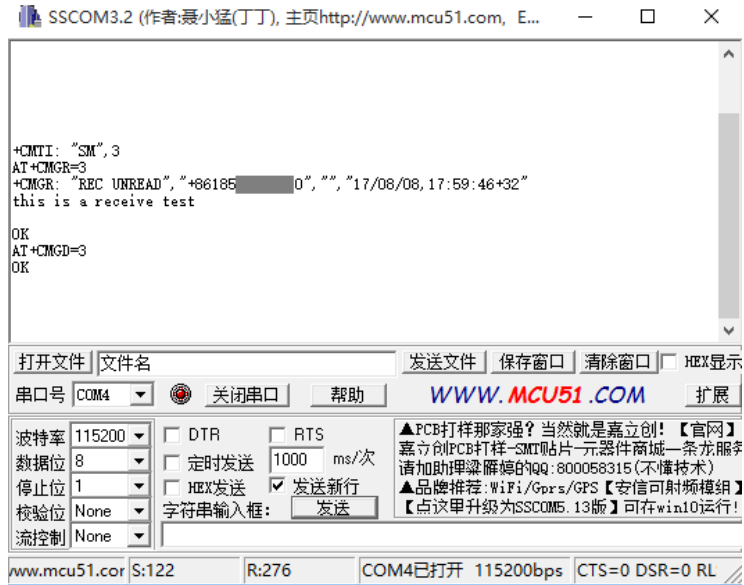 SSCOM3.2 (作者:聂小猛(丁丁), 主页http://www.mcu51.com, E...
+CMTI: "SM",3
AT+CMGR=3
+CMGR: "REC UNREAD","+86185 0","","17/08/08,17:59:46+32"
this is a receive test
OK
AT+CMGD=3
OK
打开文件 文件名 发送文件 保存窗口 清除窗口 HEX显示
串口号 COM4 关闭串口 帮助 WWW.MCU51.COM 扩展
波特率 115200 DTR RTS
数据位 8 定时发送 1000 ms/次
停止位 1 HEX发送 发送新行
校验位 None 字符串输入框: 发送
流控制 None
▲PCB打样那家强?当然就是嘉立创!【官网】
嘉立创PCB打样-SMT贴片-元器件商城一条龙服务
请加助理梁雁婷的QQ:800058315(不懂技术)
▲品牌推荐:WiFi/Gprs/GPS【安信可射频模组】
【点这里升级为SSCOM5.13版】可在win10运行!
www.mcu51.cor S:122 R:276 COM4已打开 115200bps CTS=0 DSR=0 RL